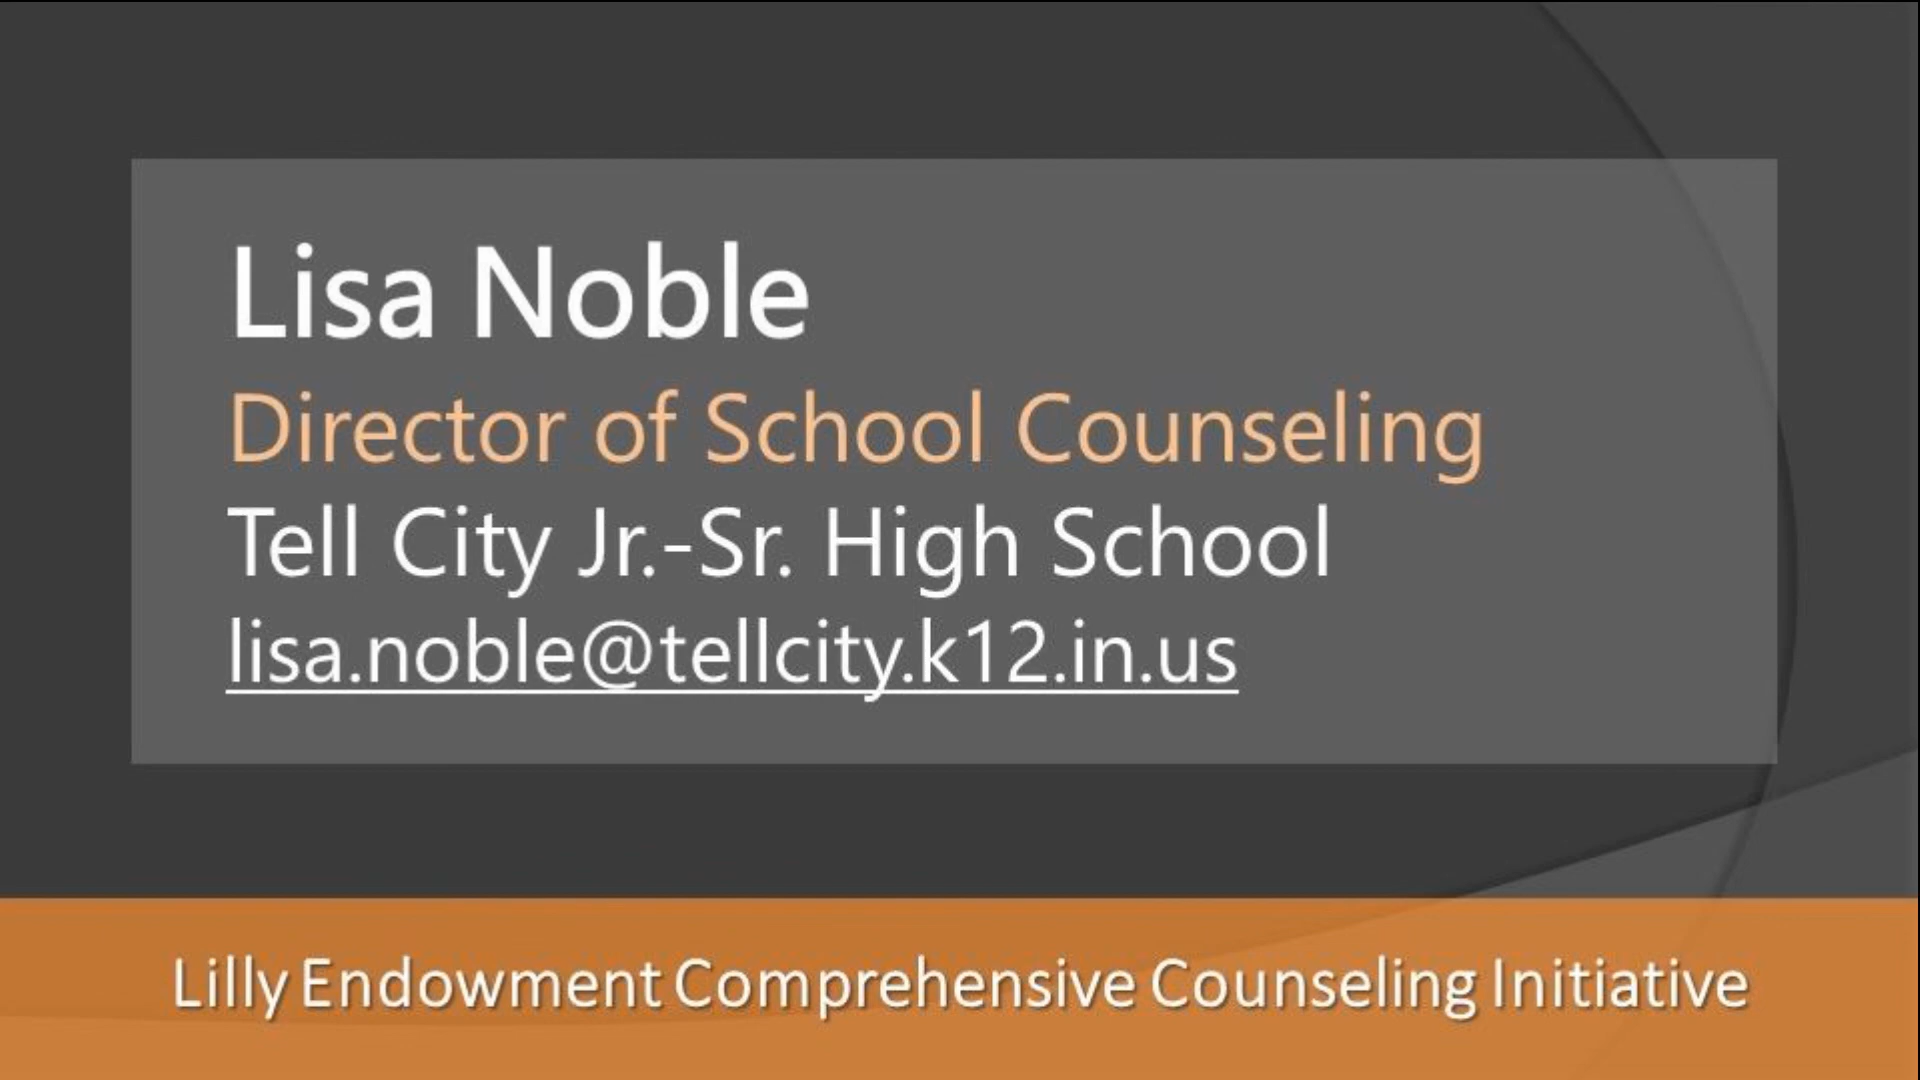 Lisa Noble
Director of School Counseling
Tell City Jr.-Sr. High School
lisa.noble@tellcity.k12.in.us
Lilly Endowment Comprehensive Counseling Initiative